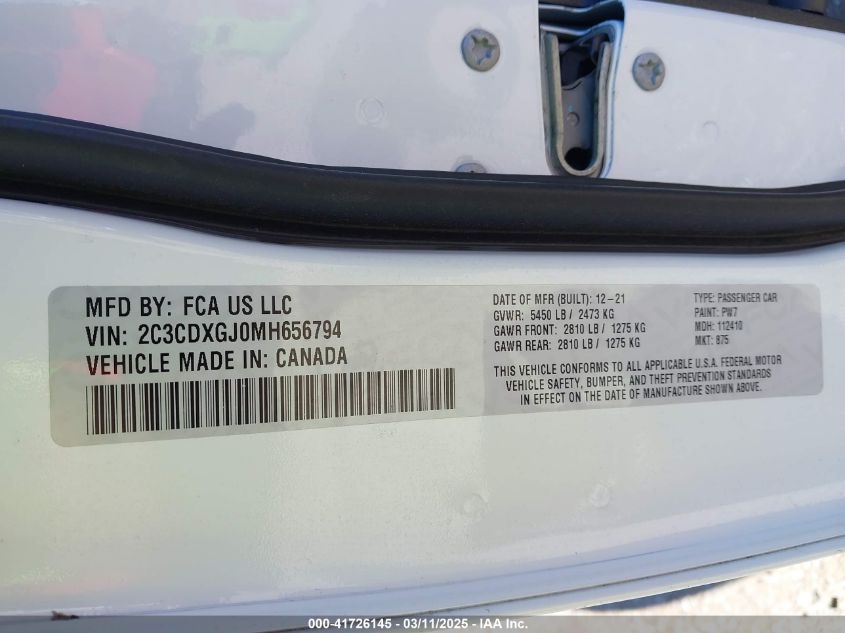 MFD BY: FCA US LLC
VIN: 2C3CDXGJ0MH656794
VEHICLE MADE IN: CANADA
DATE OF MFR (BUILT): 12-21
GVWR: 5450 LB / 2473 KG
GAWR FRONT: 2810 LB / 1275 KG
GAWR REAR: 2810 LB / 1275 KG
TYPE: PASSENGER CAR
PAINT: PW7
MDH: 112410
MKT: 875
THIS VEHICLE CONFORMS TO ALL APPLICABLE U.S.A. FEDERAL MOTOR
VEHICLE SAFETY, BUMPER, AND THEFT PREVENTION STANDARDS
IN EFFECT ON THE DATE OF MANUFACTURE SHOWN ABOVE.
000-41726145 - 03/11/2025 - IAA Inc.